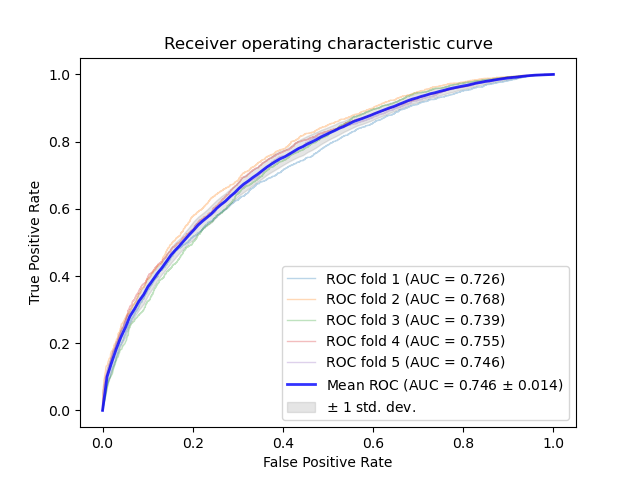 Receiver operating characteristic curve
True Positive Rate
1.0
0.8
0.6
0.4
0.2
0.0
ROC fold 1 (AUC = 0.726)
ROC fold 2 (AUC = 0.768)
ROC fold 3 (AUC = 0.739)
ROC fold 4 (AUC = 0.755)
ROC fold 5 (AUC = 0.746)
Mean ROC (AUC = 0.746 ± 0.014)
± 1 std. dev.
0.0 0.2 0.4 0.6 0.8 1.0
False Positive Rate